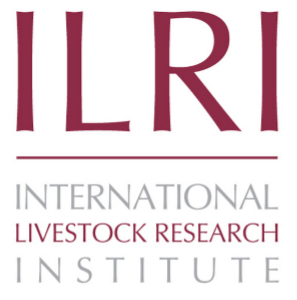 ILRI
INTERNATIONAL
LIVESTOCK RESEARCH
INSTITUTE